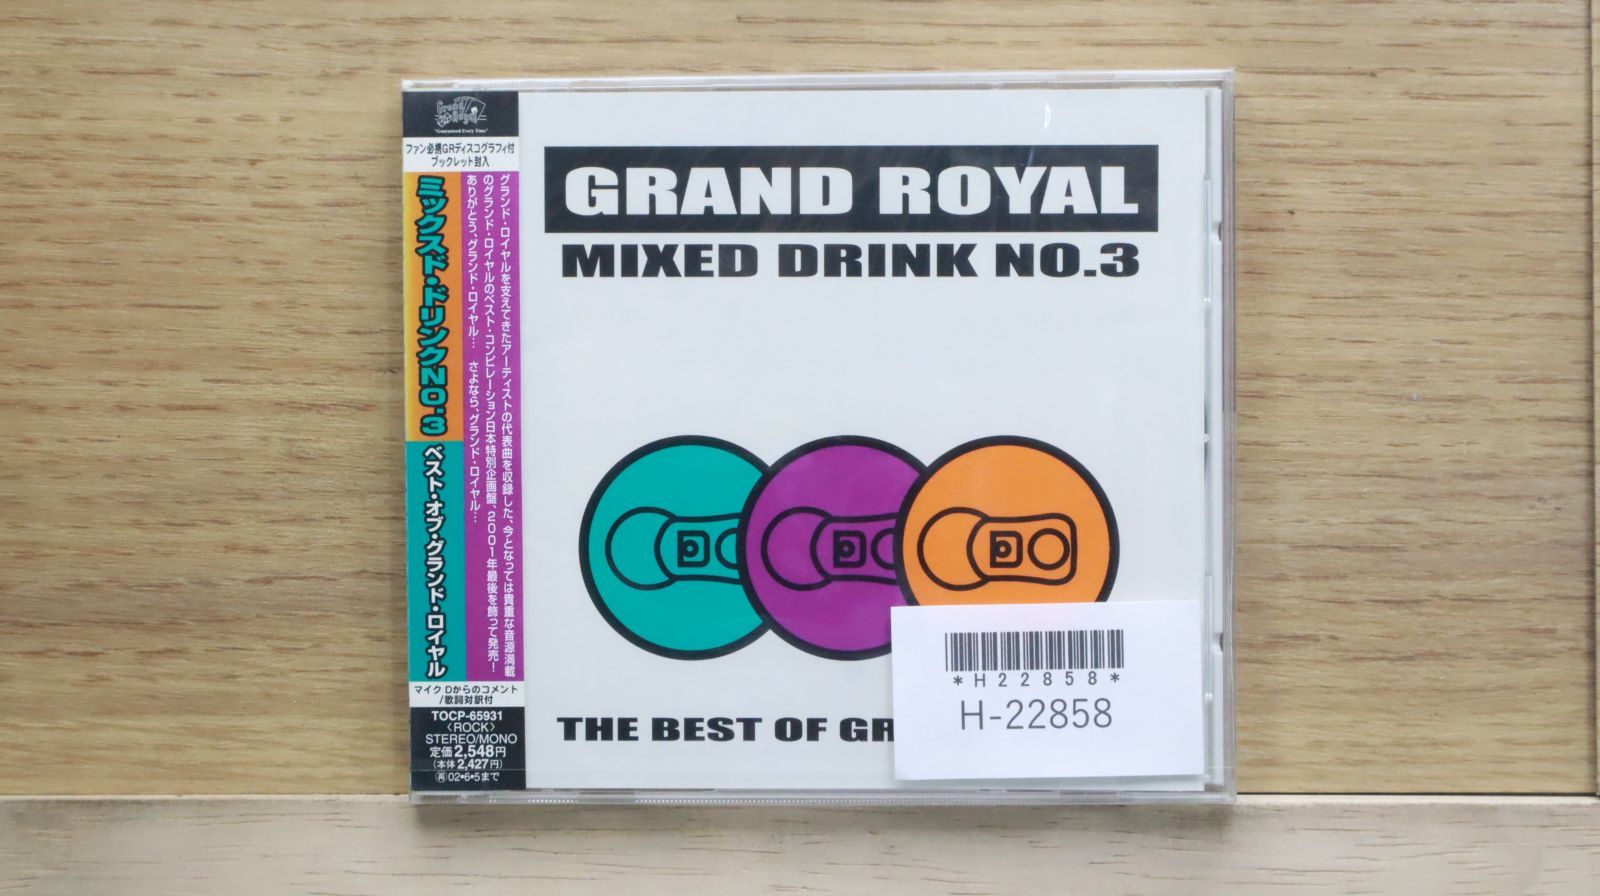 Grand Royal
"Guaranteed Every Time"
ファン必携GRディスコグラフィ付
ブックレット封入
グランド・ロイヤルを支えてきたアーティストの代表曲を収録した、今となっては貴重な音源満載
のグランド・ロイヤルのベスト・コンピレーション日本特別企画盤、2001年最後を飾って発売!
ありがとう、グランド・ロイヤル… さよなら、グランド・ロイヤル…
ミックスド・ドリンクNO.3
ベスト・オブ・グランド・ロイヤル
マイク Dからのコメント
/歌詞対訳付
TOCP-65931
〈ROCK〉
STEREO/MONO
定価2,548円
(本体2,427円)
再02•6•5まで
GRAND ROYAL
MIXED DRINK NO.3
THE BEST OF GR
*H22858*
H-22858